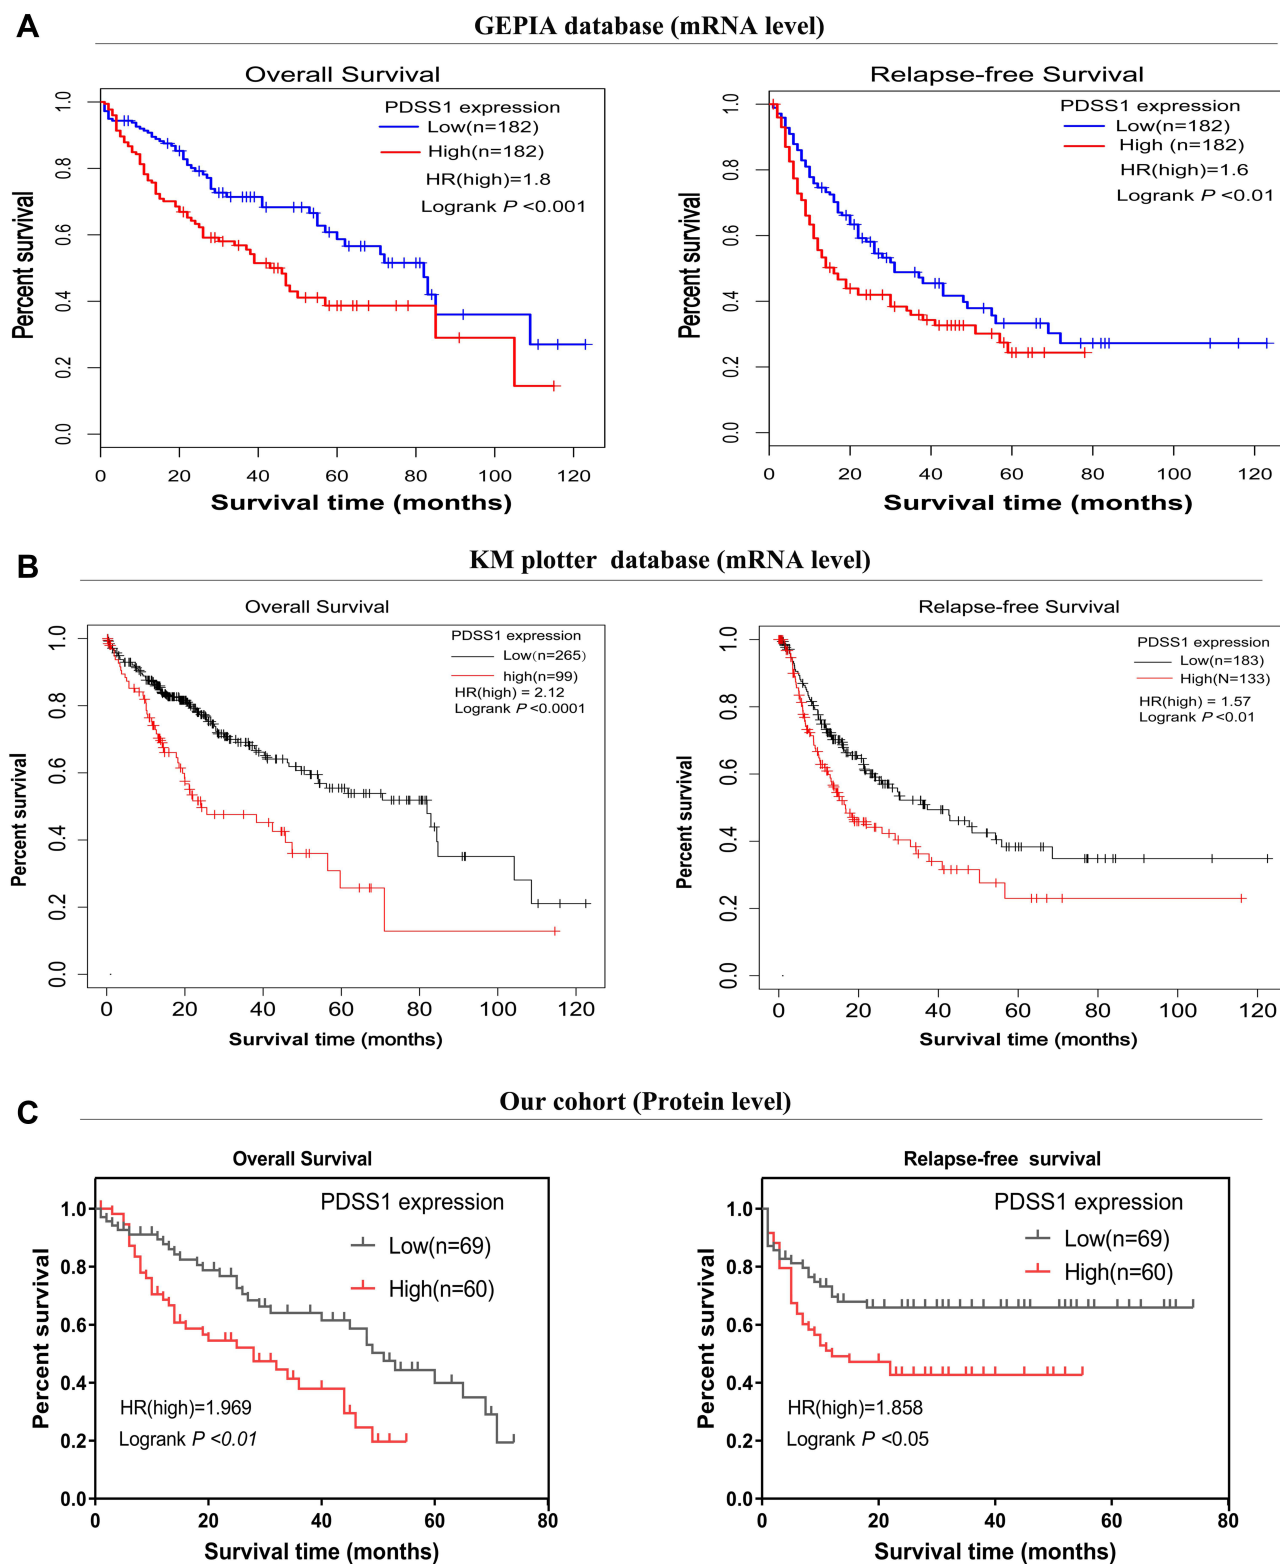 A
GEPIA database (mRNA level)
Overall Survival
PDSS1 expression
Low(n=182)
High(n=182)
HR(high)=1.8
Logrank P <0.001
Percent survival
0.0 0.2 0.4 0.6 0.8 1.0
0 20 40 60 80 100 120
Survival time (months)
Relapse-free Survival
PDSS1 expression
Low(n=182)
High (n=182)
HR(high)=1.6
Logrank P <0.01
Percent survival
0.0 0.2 0.4 0.6 0.8 1.0
0 20 40 60 80 100 120
Survival time (months)
B
KM plotter database (mRNA level)
Overall Survival
PDSS1 expression
Low(n=265)
high(n=99)
HR(high) = 2.12
Logrank P <0.0001
Percent survival
0.0 0.2 0.4 0.6 0.8 1.0
0 20 40 60 80 100 120
Survival time (months)
Relapse-free Survival
PDSS1 expression
Low(n=183)
High(N=133)
HR(high) = 1.57
Logrank P <0.01
Percent survival
0.0 0.2 0.4 0.6 0.8 1.0
0 20 40 60 80 100 120
Survival time (months)
C
Our cohort (Protein level)
Overall Survival
PDSS1 expression
Low(n=69)
High(n=60)
HR(high)=1.969
Logrank P <0.01
Percent survival
1.0
0.8
0.6
0.4
0.2
0.0
0 20 40 60 80
Survival time (months)
Relapse-free survival
PDSS1 expression
Low(n=69)
High(n=60)
HR(high)=1.858
Logrank P <0.05
Percent survival
1.0
0.8
0.6
0.4
0.2
0.0
0 20 40 60 80
Survival time (months)